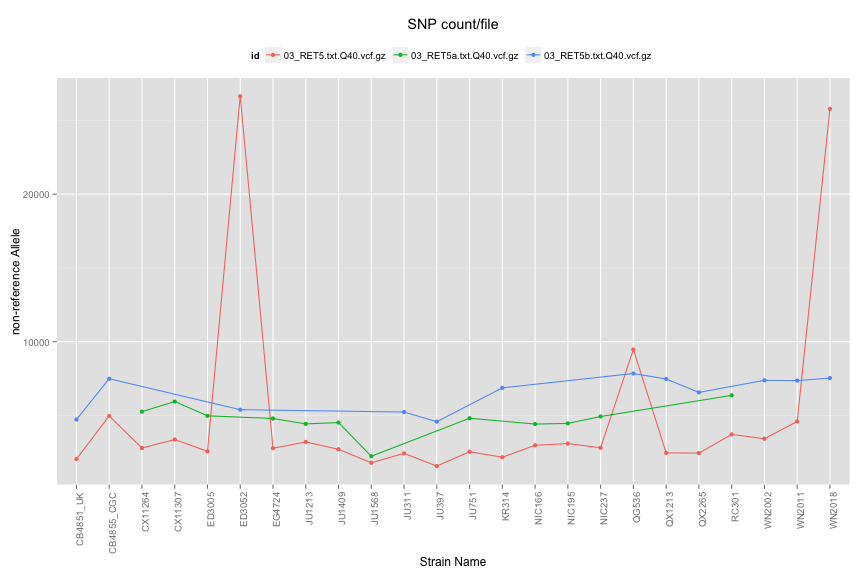 SNP count/file
id 03_RET5.txt.Q40.vcf.gz 03_RET5a.txt.Q40.vcf.gz 03_RET5b.txt.Q40.vcf.gz
non-reference Allele
20000
10000
CB4851_UK
CB4855_CGC
CX11264
CX11307
ED3005
ED3052
EG4724
JU1213
JU1409
JU1568
JU311
JU397
JU751
KR314
NIC166
NIC195
NIC237
QG536
QX1213
QX2265
RC301
WN2002
WN2011
WN2018
Strain Name